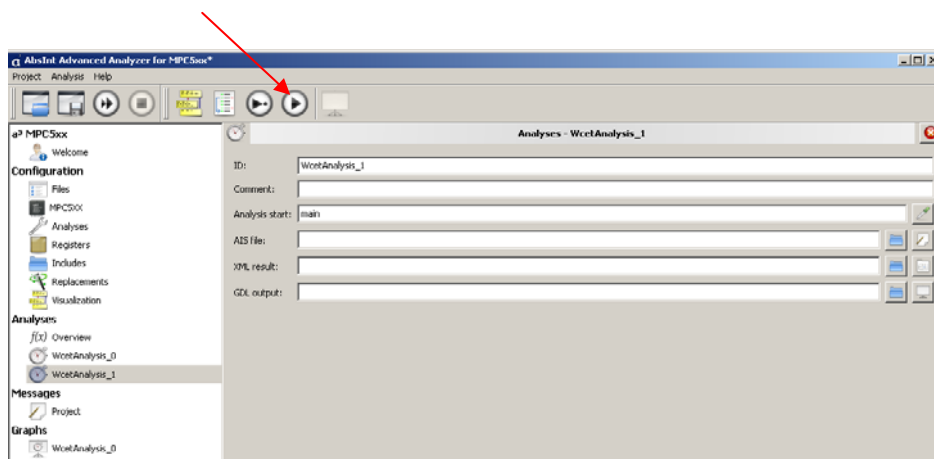 AbsInt Advanced Analyzer for MPC5xx*
Project Analysis Help
a³ MPC5xx
Welcome
Configuration
Files
MPC5XX
Analyses
Registers
Includes
Replacements
Visualization
Analyses
f(x) Overview
WcetAnalysis_0
WcetAnalysis_1
Messages
Project
Graphs
WcetAnalysis_0
Analyses - WcetAnalysis_1
ID: WcetAnalysis_1
Comment:
Analysis start: main
AIS file:
XML result:
GDL output: